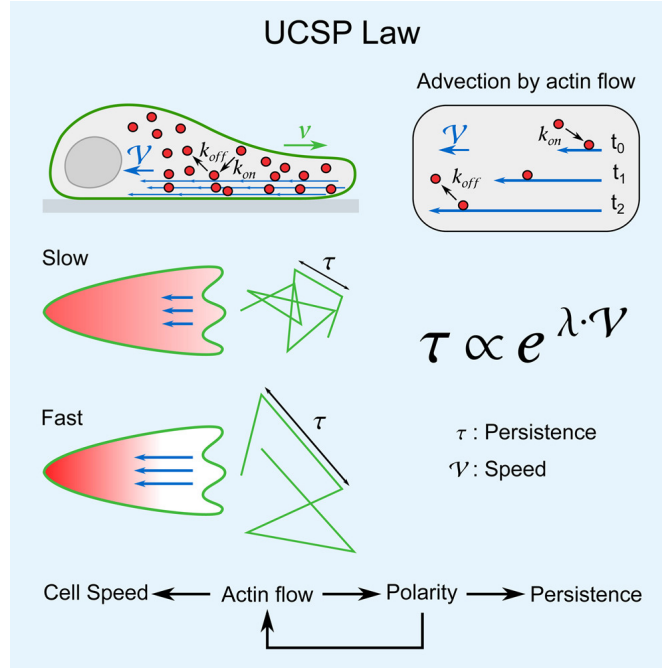 UCSP Law
Advection by actin flow
v
𝒱
k_off
k_on
𝒱
k_on
t₀
k_off
t₁
t₂
Slow
τ
τ ∝ e^λ·𝒱
Fast
τ
τ : Persistence
𝒱 : Speed
Cell Speed Actin flow Polarity Persistence